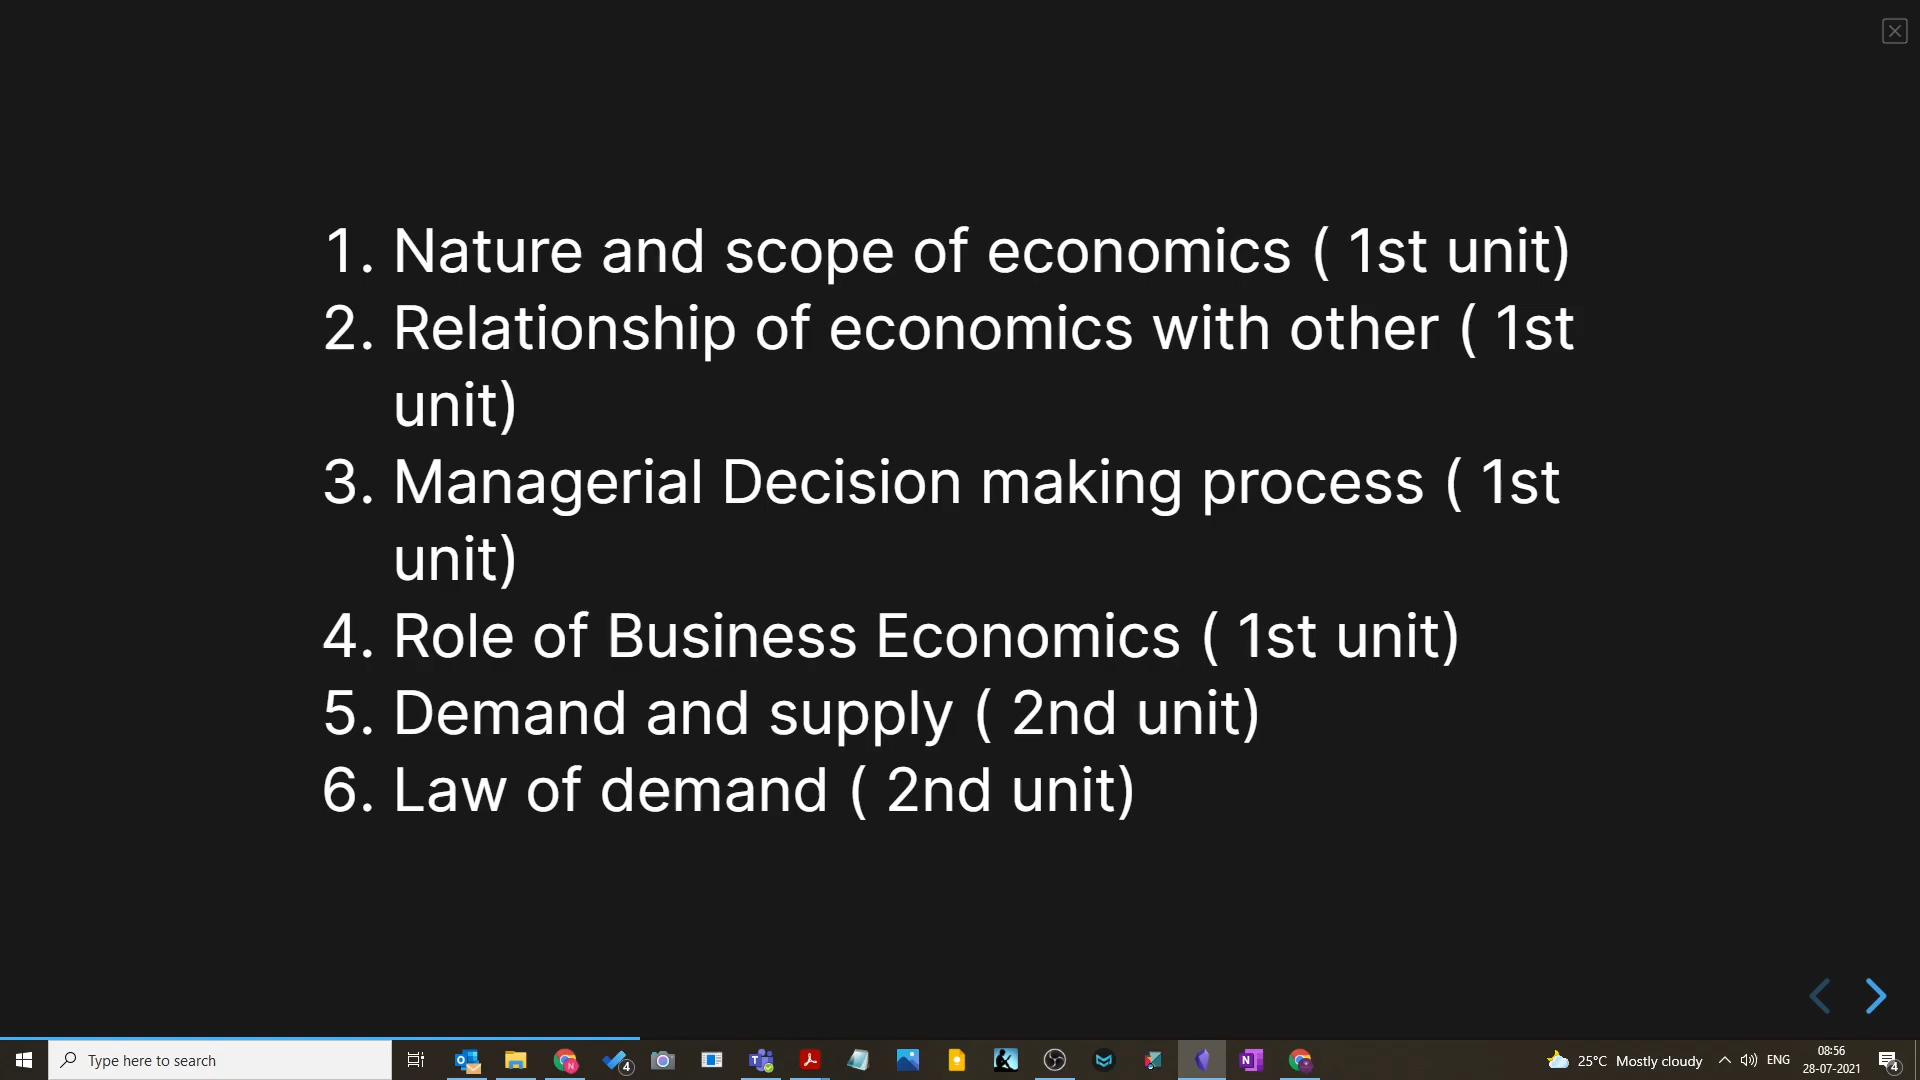 1. Nature and scope of economics ( 1st unit)
2. Relationship of economics with other ( 1st
unit)
3. Managerial Decision making process ( 1st
unit)
4. Role of Business Economics ( 1st unit)
5. Demand and supply ( 2nd unit)
6. Law of demand ( 2nd unit)
Type here to search
4
25°C Mostly cloudy
ENG
08:56
28-07-2021
4